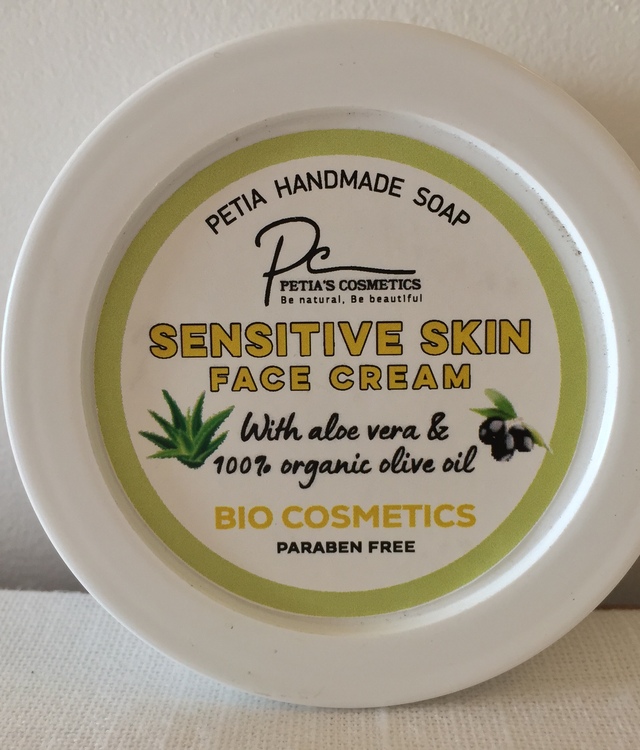 PETIA HANDMADE SOAP
Pc
PETIA'S COSMETICS
Be natural, Be beautiful
SENSITIVE SKIN
FACE CREAM
With aloe vera &
100% organic olive oil
BIO COSMETICS
PARABEN FREE